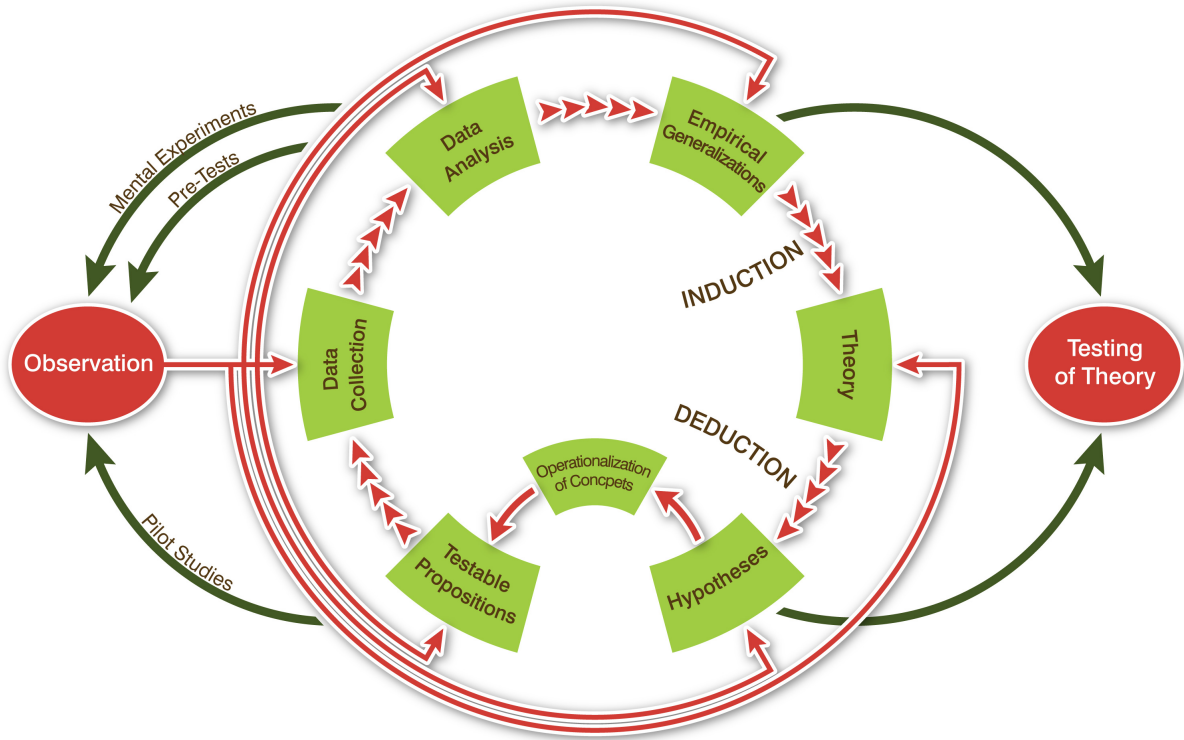 Mental Experiments
Pre-Tests
Data
Analysis
Empirical
Generalizations
INDUCTION
Observation
Data
Collection
Theory
Testing
of Theory
DEDUCTION
Operationalization
of Concpets
Pilot Studies
Testable
Propositions
Hypotheses